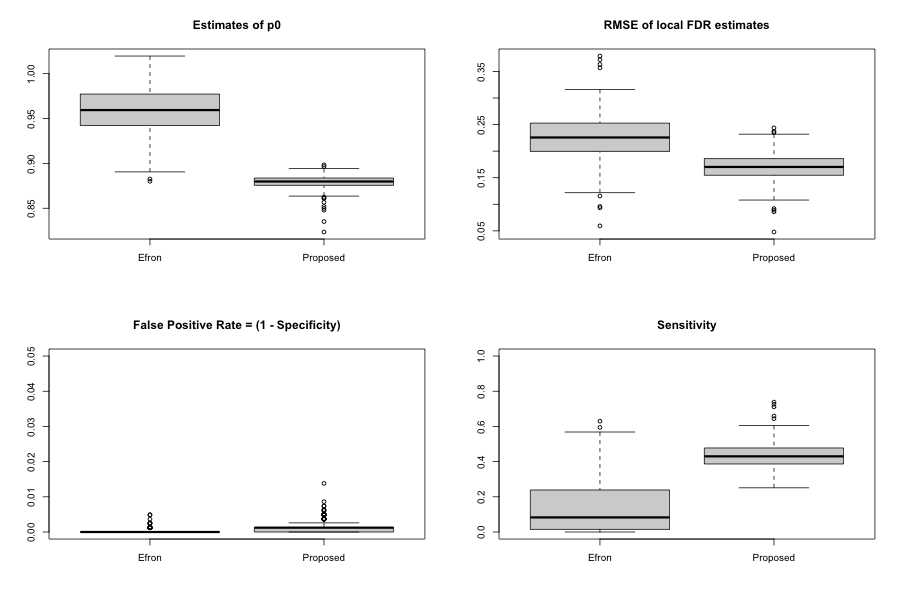 Estimates of p0
1.00
0.95
0.90
0.85
Efron Proposed
RMSE of local FDR estimates
0.35
0.25
0.15
0.05
Efron Proposed
False Positive Rate = (1 - Specificity)
0.05
0.04
0.03
0.02
0.01
0.00
Efron Proposed
Sensitivity
1.0
0.8
0.6
0.4
0.2
0.0
Efron Proposed